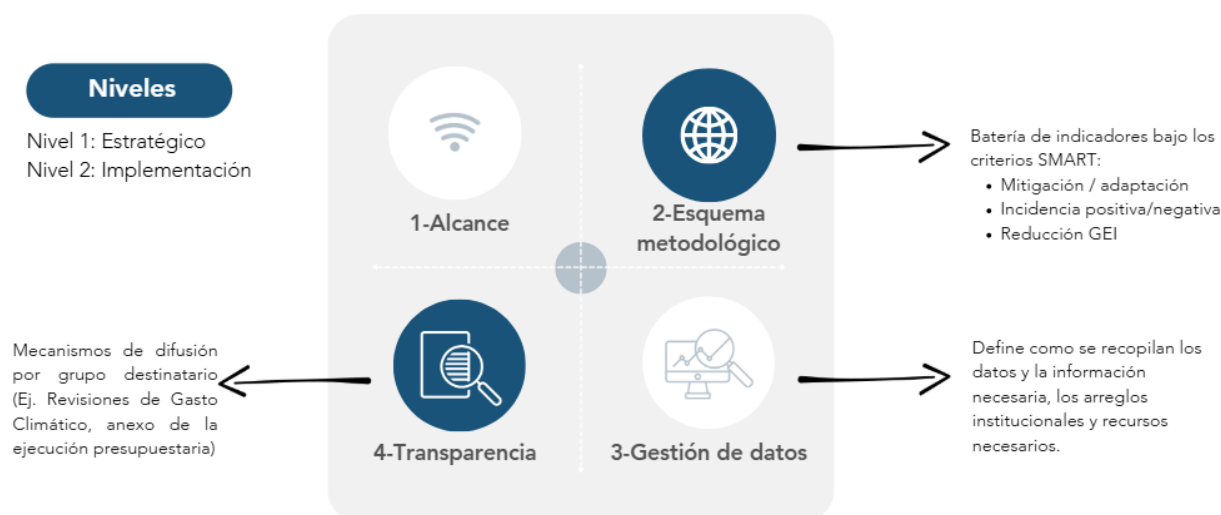 Niveles
Nivel 1: Estratégico
Nivel 2: Implementación
1-Alcance
2-Esquema
metodológico
Batería de indicadores bajo los
criterios SMART:
• Mitigación / adaptación
• Incidencia positiva/negativa
• Reducción GEI
Mecanismos de difusión
por grupo destinatario
(Ej. Revisiones de Gasto
Climático, anexo de la
ejecución presupuestaria)
4-Transparencia
3-Gestión de datos
Define como se recopilan los
datos y la información
necesaria, los arreglos
institucionales y recursos
necesarios.